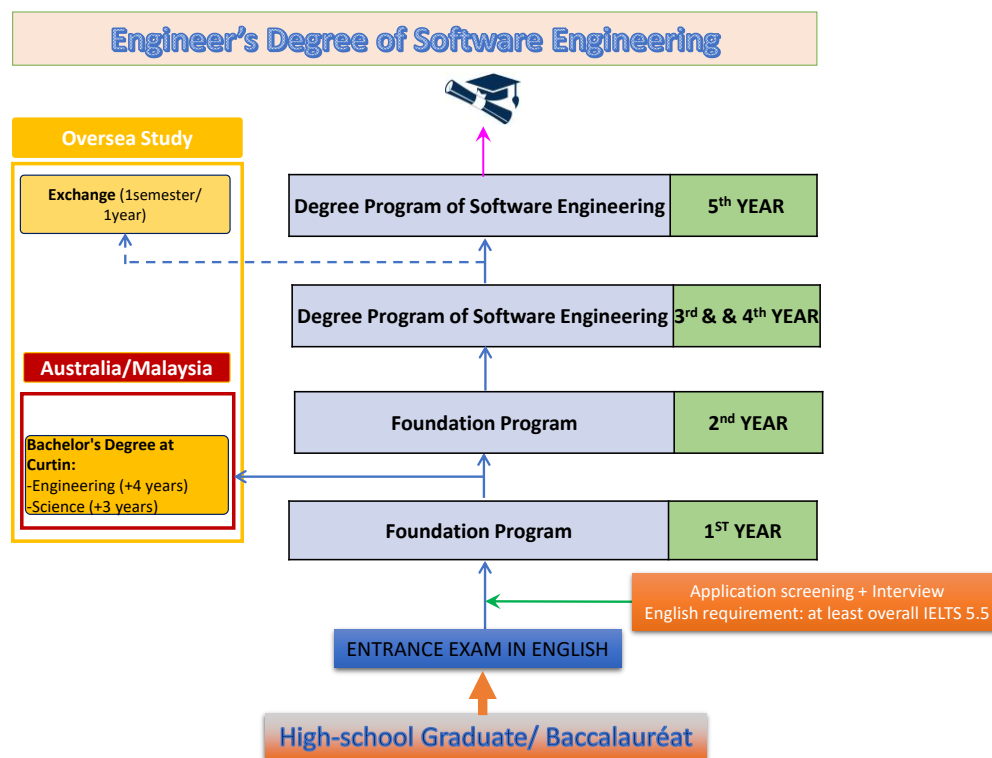 Engineer's Degree of Software Engineering
Oversea Study
Exchange (1semester/
1year)
Degree Program of Software Engineering
5th YEAR
Degree Program of Software Engineering
3rd & & 4th YEAR
Australia/Malaysia
Foundation Program
2nd YEAR
Bachelor's Degree at
Curtin:
-Engineering (+4 years)
-Science (+3 years)
Foundation Program
1ST YEAR
Application screening + Interview
English requirement: at least overall IELTS 5.5
ENTRANCE EXAM IN ENGLISH
High-school Graduate/ Baccalauréat